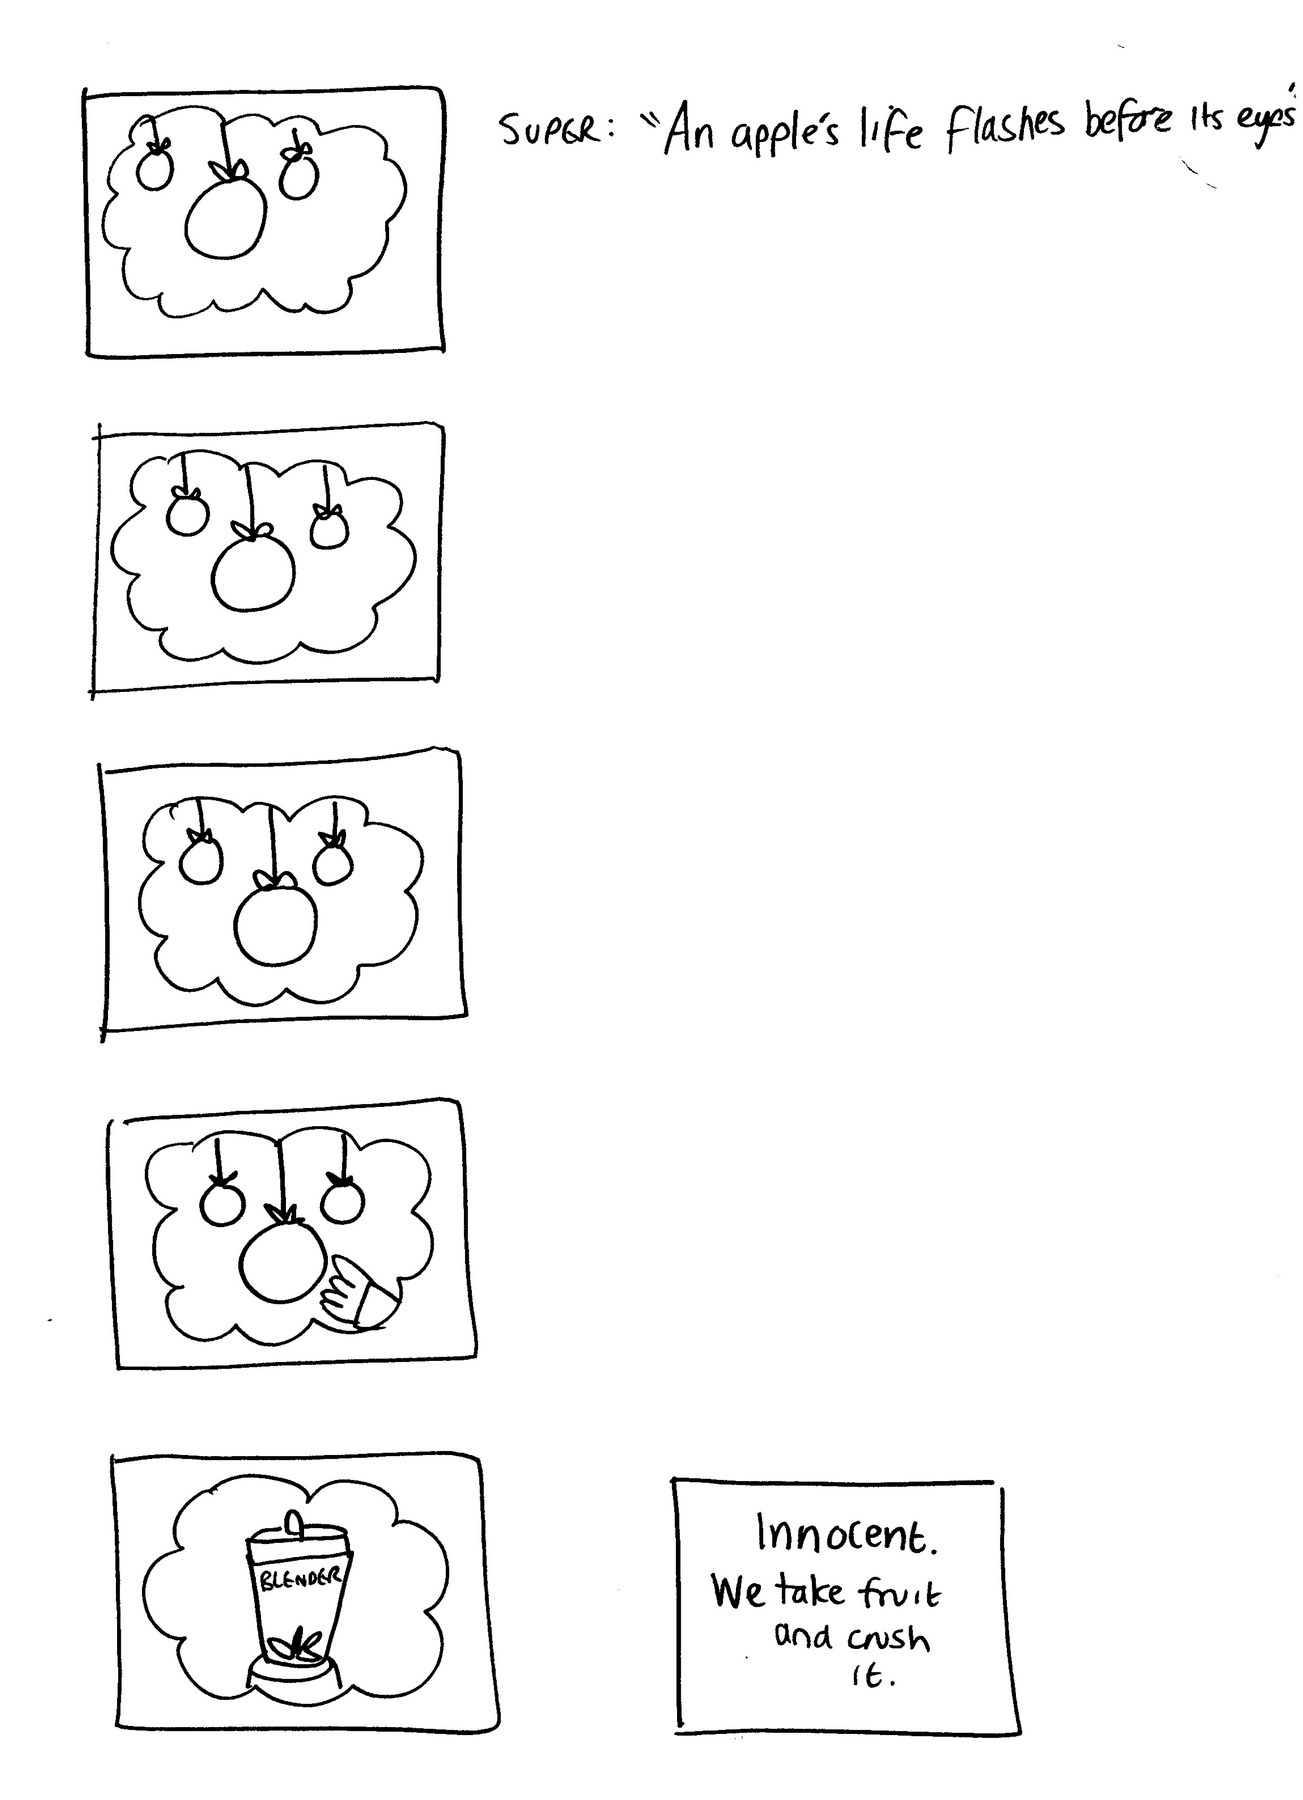 SUPER: "An apple's life flashes before its eyes"
BLENDER
Innocent.
We take fruit
and crush
it.